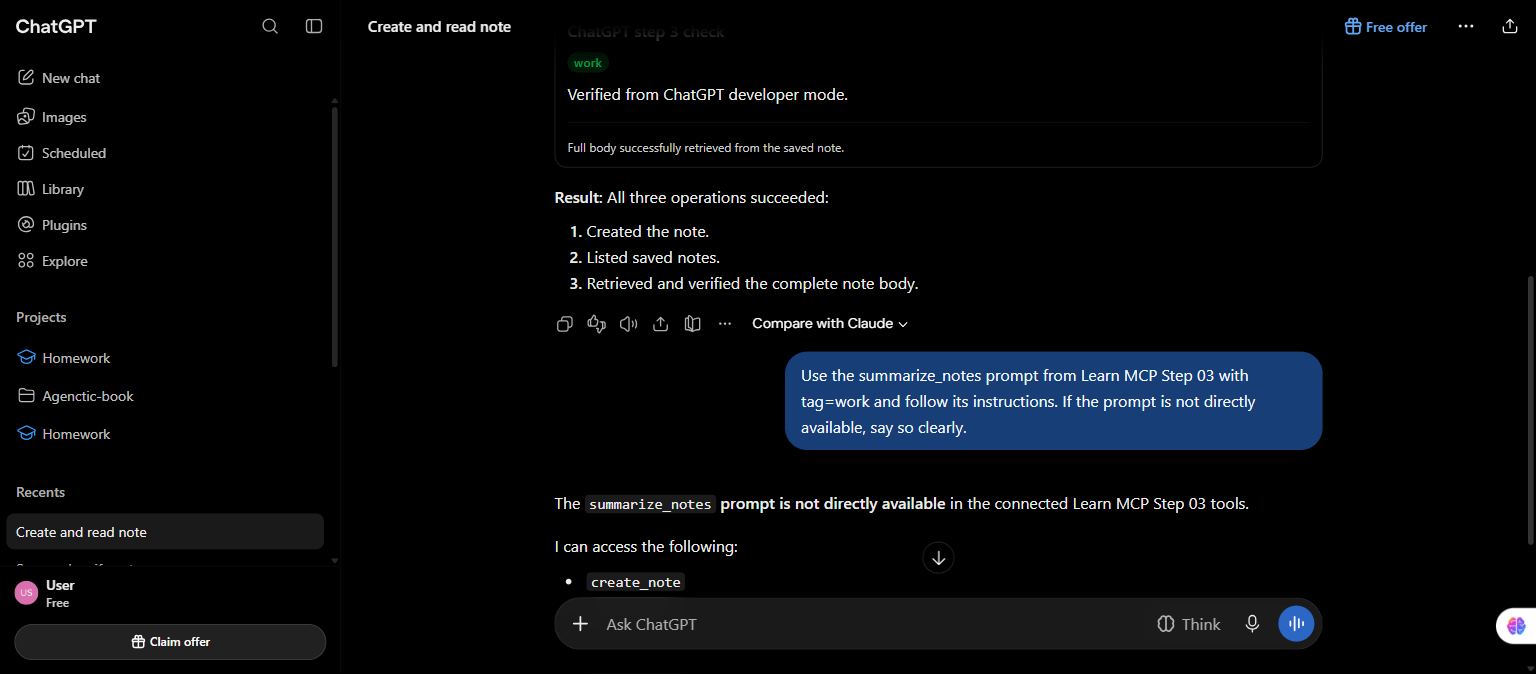 ChatGPT
New chat
Images
Scheduled
Library
Plugins
Explore
Projects
Homework
Agenctic-book
Homework
Recents
Create and read note
US
User
Free
Claim offer
Create and read note
Free offer
ChatGPT step 3 check
work
Verified from ChatGPT developer mode.
Full body successfully retrieved from the saved note.
Result: All three operations succeeded:
1. Created the note.
2. Listed saved notes.
3. Retrieved and verified the complete note body.
Compare with Claude
Use the summarize_notes prompt from Learn MCP Step 03 with
tag=work and follow its instructions. If the prompt is not directly
available, say so clearly.
The summarize_notes prompt is not directly available in the connected Learn MCP Step 03 tools.
I can access the following:
• create_note
Ask ChatGPT
Think